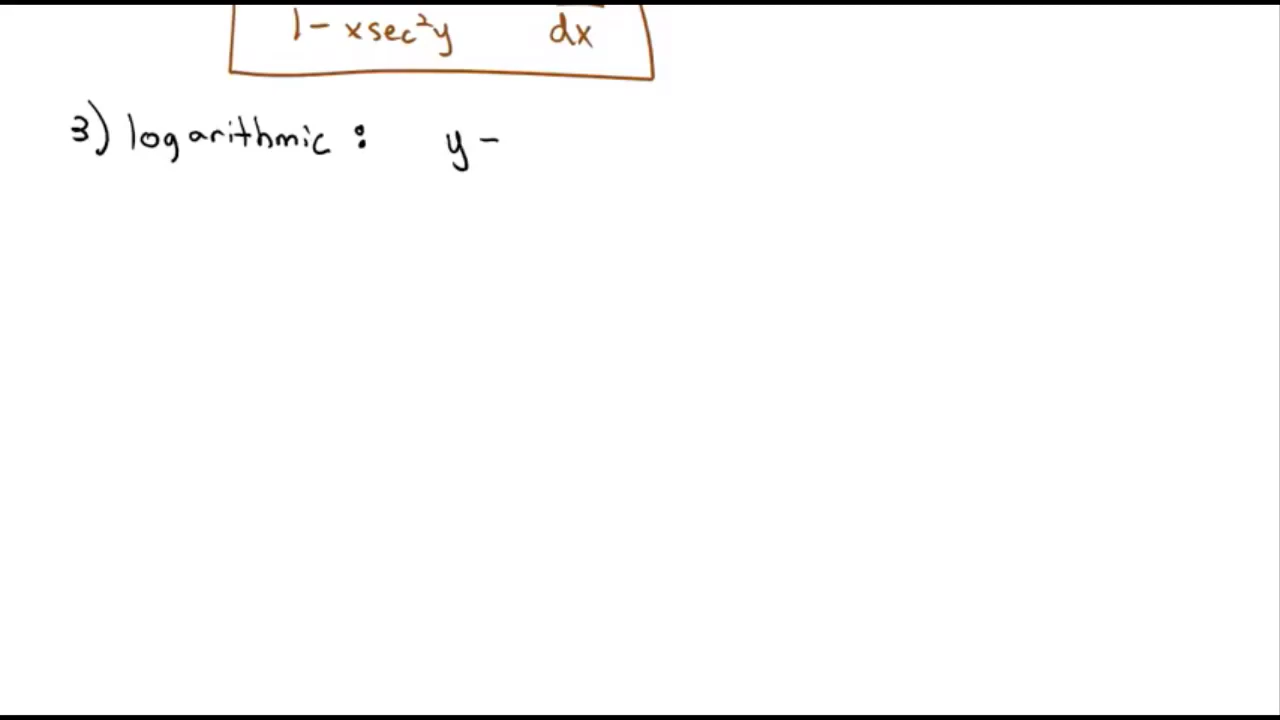 1 - xsec²y dx
3) logarithmic : y -